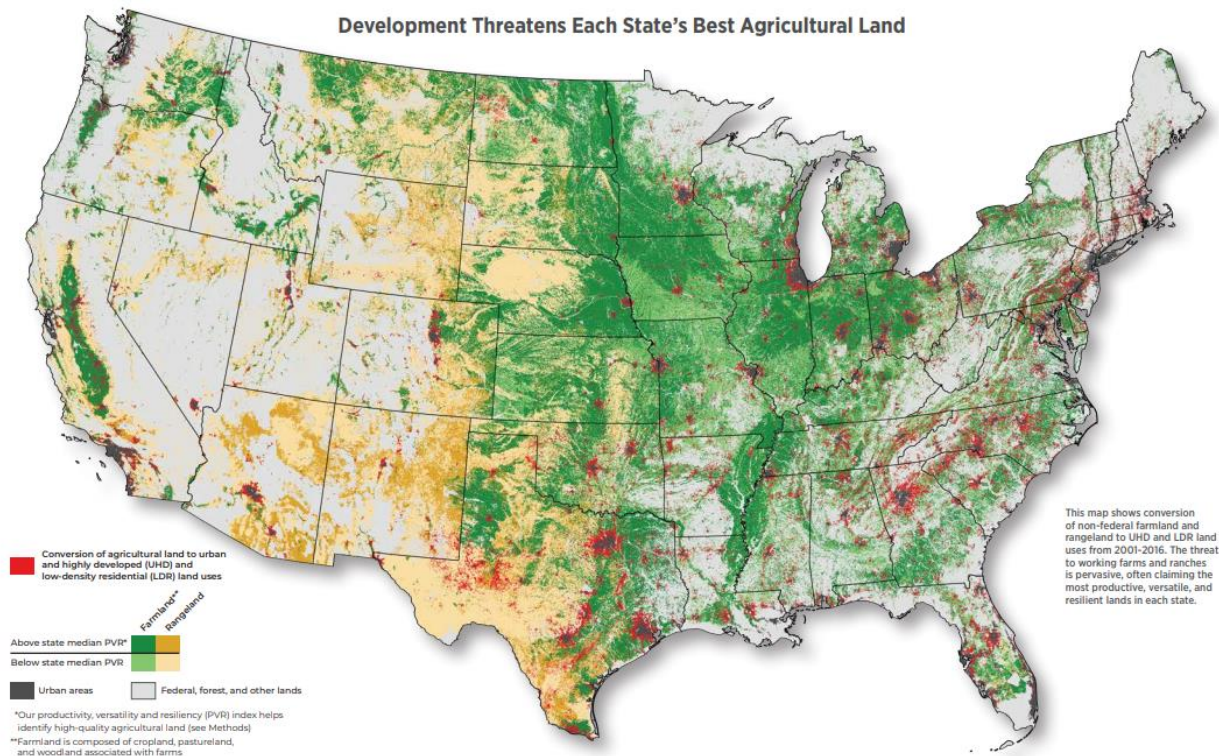 Development Threatens Each State's Best Agricultural Land
This map shows conversion
of non-federal farmland and
rangeland to UHD and LDR land
uses from 2001-2016. The threat
to working farms and ranches
is pervasive, often claiming the
most productive, versatile, and
resilient lands in each state.
Conversion of agricultural land to urban
and highly developed (UHD) and
low-density residential (LDR) land uses
Farmland**
Rangeland
Above state median PVR*
Below state median PVR
Urban areas
Federal, forest, and other lands
*Our productivity, versatility and resiliency (PVR) index helps
identify high-quality agricultural land (see Methods)
**Farmland is composed of cropland, pastureland,
and woodland associated with farms